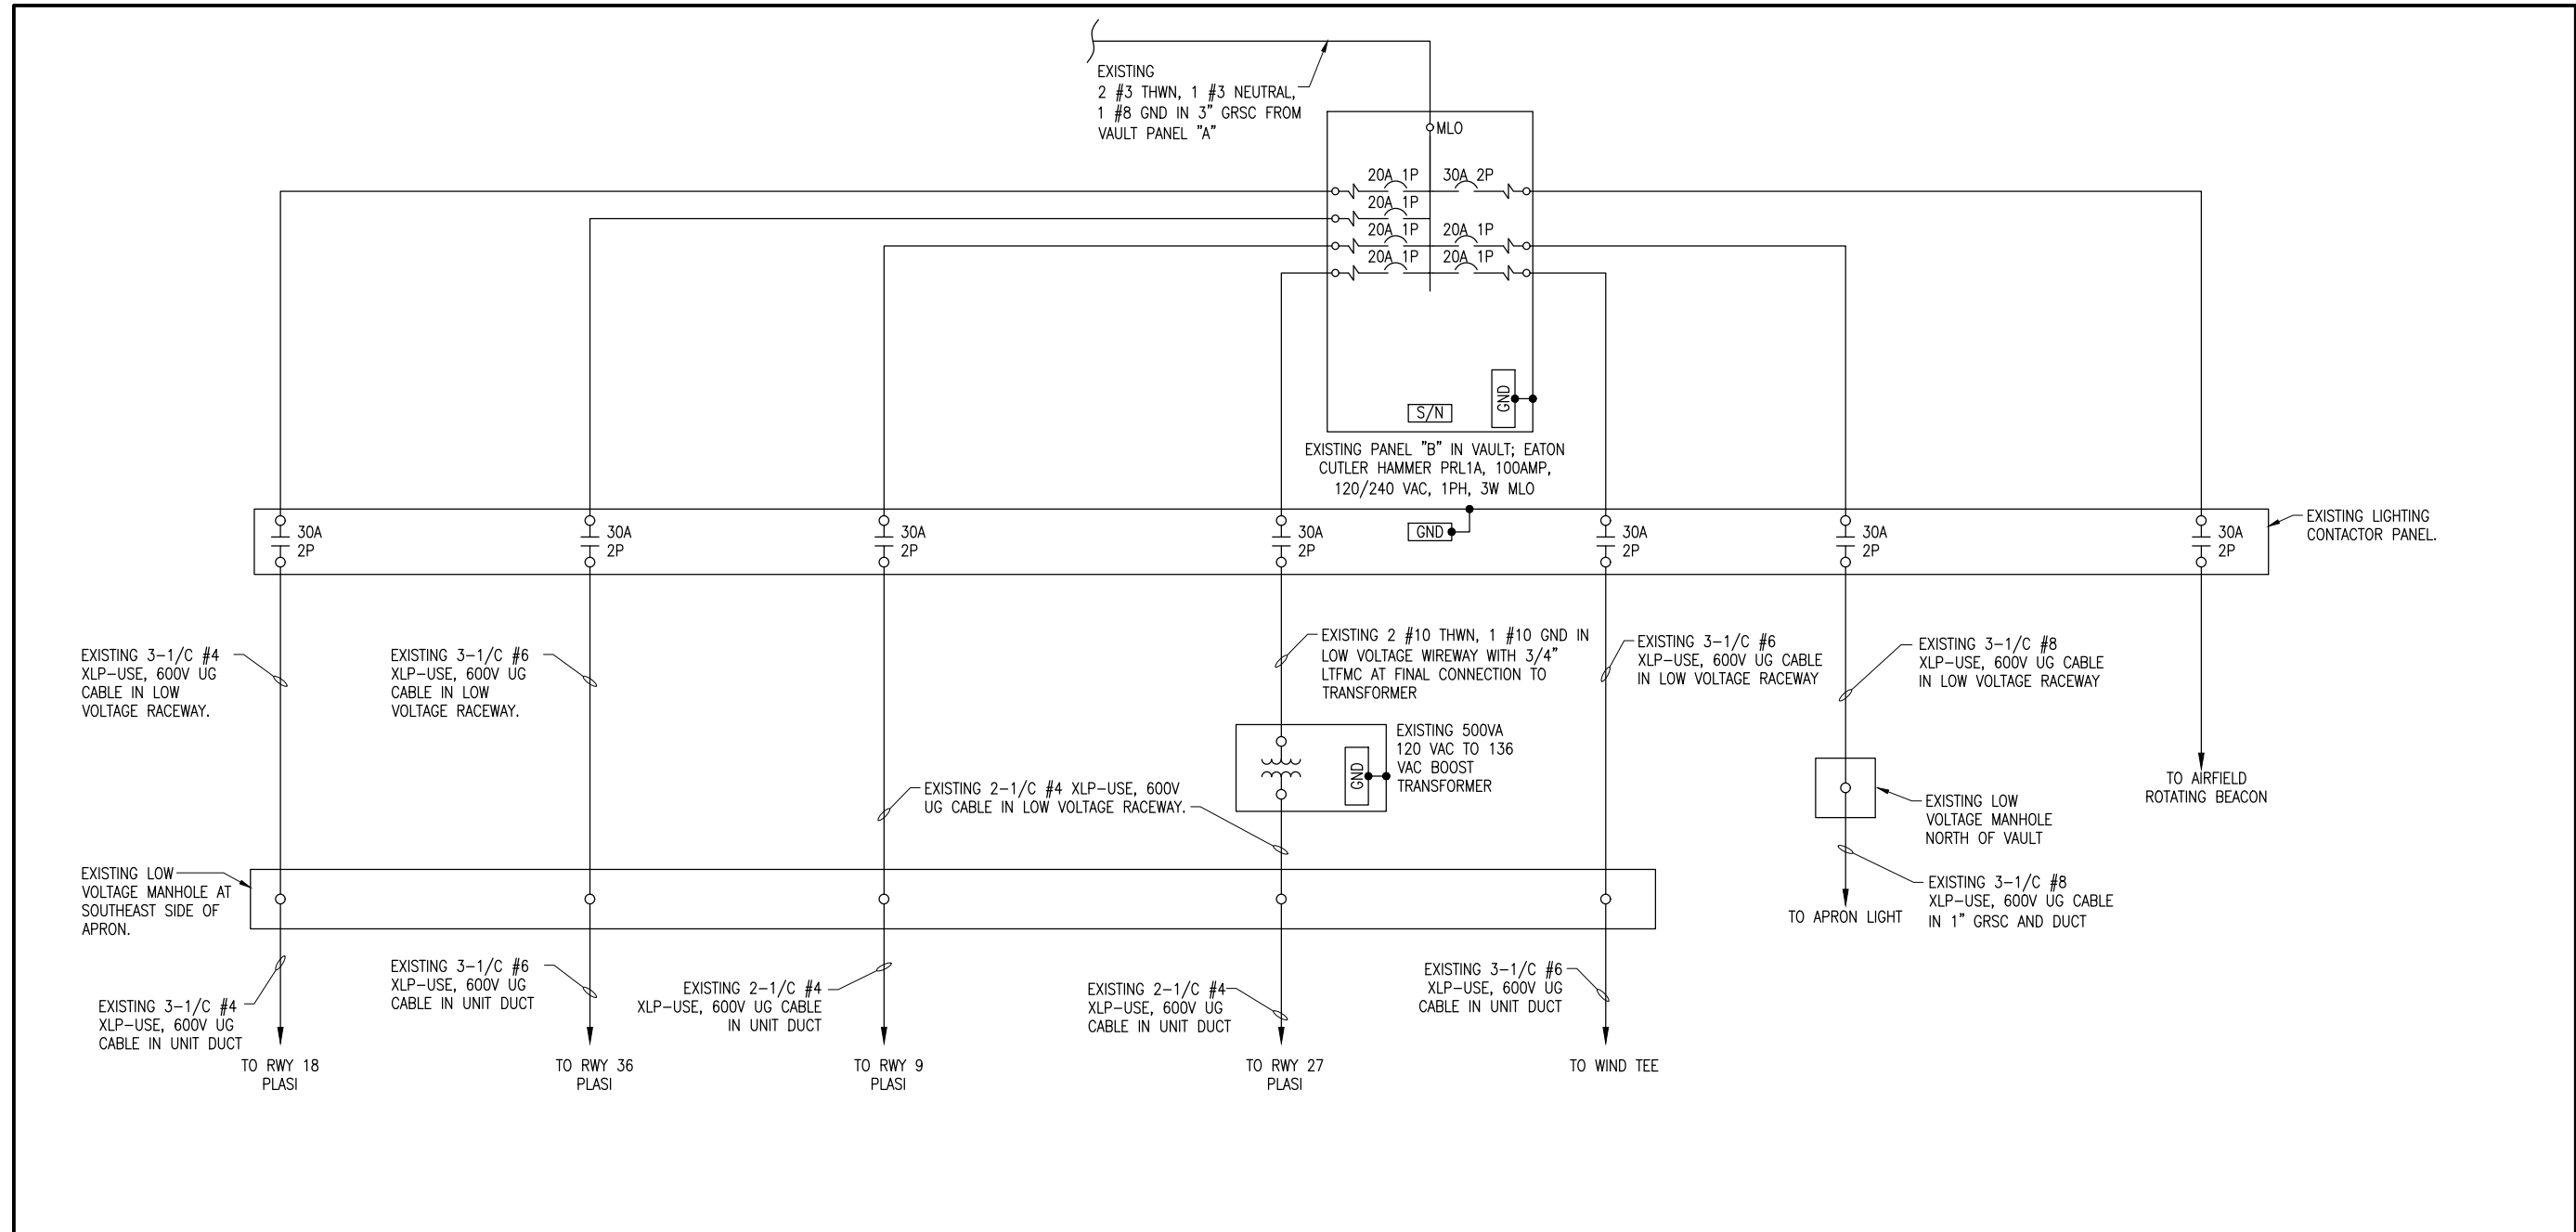 EXISTING
2 #3 THWN, 1 #3 NEUTRAL,
1 #8 GND IN 3" GRSC FROM
VAULT PANEL "A"
MLO
20A 1P
30A 2P
20A 1P
20A 1P
20A 1P
20A 1P
20A 1P
GND
S/N
EXISTING PANEL "B" IN VAULT; EATON
CUTLER HAMMER PRL1A, 100AMP,
120/240 VAC, 1PH, 3W MLO
30A
2P
30A
2P
30A
2P
30A
2P
GND
30A
2P
30A
2P
30A
2P
EXISTING LIGHTING
CONTACTOR PANEL.
EXISTING 3-1/C #4
XLP-USE, 600V UG
CABLE IN LOW
VOLTAGE RACEWAY.
EXISTING 3-1/C #6
XLP-USE, 600V UG
CABLE IN LOW
VOLTAGE RACEWAY.
EXISTING 2 #10 THWN, 1 #10 GND IN
LOW VOLTAGE WIREWAY WITH 3/4"
LTFMC AT FINAL CONNECTION TO
TRANSFORMER
EXISTING 3-1/C #6
XLP-USE, 600V UG CABLE
IN LOW VOLTAGE RACEWAY
EXISTING 3-1/C #8
XLP-USE, 600V UG CABLE
IN LOW VOLTAGE RACEWAY
EXISTING 500VA
120 VAC TO 136
VAC BOOST
TRANSFORMER
GND
EXISTING 2-1/C #4 XLP-USE, 600V
UG CABLE IN LOW VOLTAGE RACEWAY.
TO AIRFIELD
ROTATING BEACON
EXISTING LOW
VOLTAGE MANHOLE
NORTH OF VAULT
EXISTING LOW
VOLTAGE MANHOLE AT
SOUTHEAST SIDE OF
APRON.
EXISTING 3-1/C #8
XLP-USE, 600V UG CABLE
IN 1" GRSC AND DUCT
TO APRON LIGHT
EXISTING 3-1/C #4
XLP-USE, 600V UG
CABLE IN UNIT DUCT
EXISTING 3-1/C #6
XLP-USE, 600V UG
CABLE IN UNIT DUCT
EXISTING 2-1/C #4
XLP-USE, 600V UG CABLE
IN UNIT DUCT
EXISTING 2-1/C #4
XLP-USE, 600V UG
CABLE IN UNIT DUCT
EXISTING 3-1/C #6
XLP-USE, 600V UG
CABLE IN UNIT DUCT
TO RWY 18
PLASI
TO RWY 36
PLASI
TO RWY 9
PLASI
TO RWY 27
PLASI
TO WIND TEE